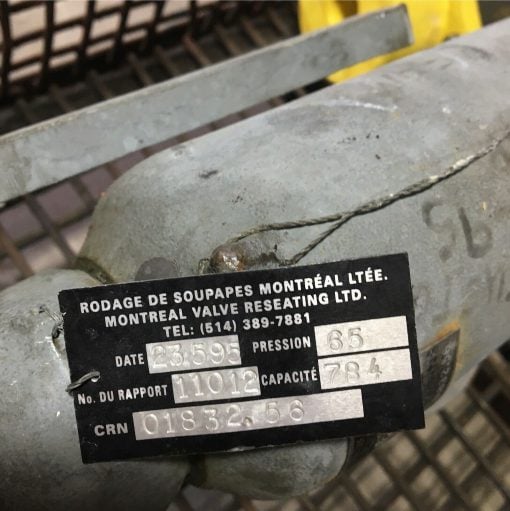 RODAGE DE SOUPAPES MONTRÉAL LTÉE.
MONTREAL VALVE RESEATING LTD.
TEL: (514) 389-7881
DATE 23.595 PRESSION 65
No. DU RAPPORT 11012 CAPACITÉ 784
CRN 01832.56
95